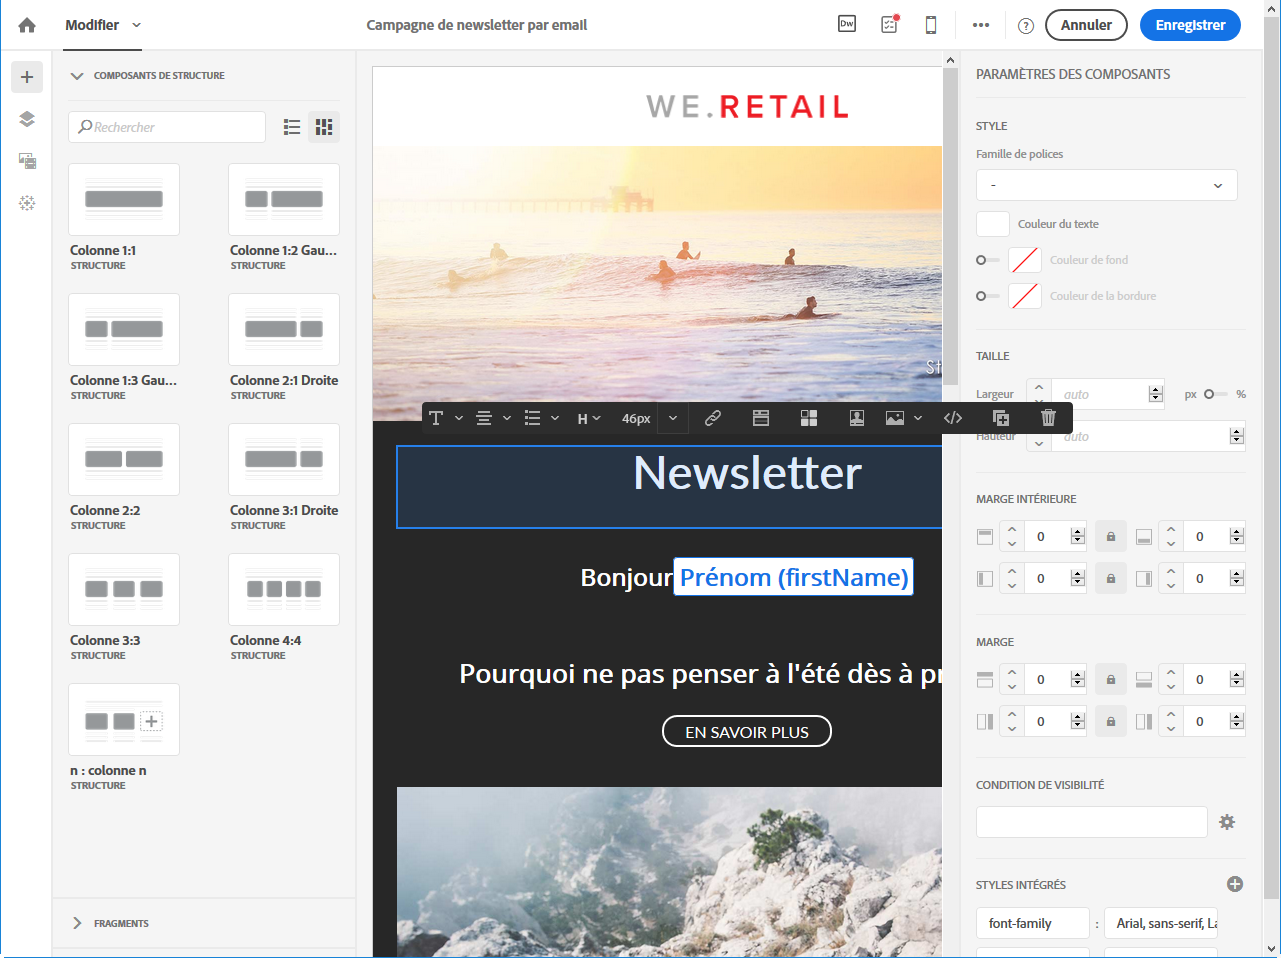 Modifier
Campagne de newsletter par email
Dw
Annuler
Enregistrer
COMPOSANTS DE STRUCTURE
Rechercher
Colonne 1:1
STRUCTURE
Colonne 1:2 Gau...
STRUCTURE
Colonne 1:3 Gau...
STRUCTURE
Colonne 2:1 Droite
STRUCTURE
Colonne 2:2
STRUCTURE
Colonne 3:1 Droite
STRUCTURE
Colonne 3:3
STRUCTURE
Colonne 4:4
STRUCTURE
n : colonne n
STRUCTURE
FRAGMENTS
WE.RETAIL
St
T
H
46px
Newsletter
Bonjour Prénom (firstName)
Pourquoi ne pas penser à l'été dès à pr
EN SAVOIR PLUS
PARAMÈTRES DES COMPOSANTS
STYLE
Famille de polices
-
Couleur du texte
Couleur de fond
Couleur de la bordure
TAILLE
Largeur
auto
px
%
Hauteur
auto
MARGE INTÉRIEURE
0
0
0
0
MARGE
0
0
0
0
CONDITION DE VISIBILITÉ
STYLES INTÉGRÉS
font-family : Arial, sans-serif, La